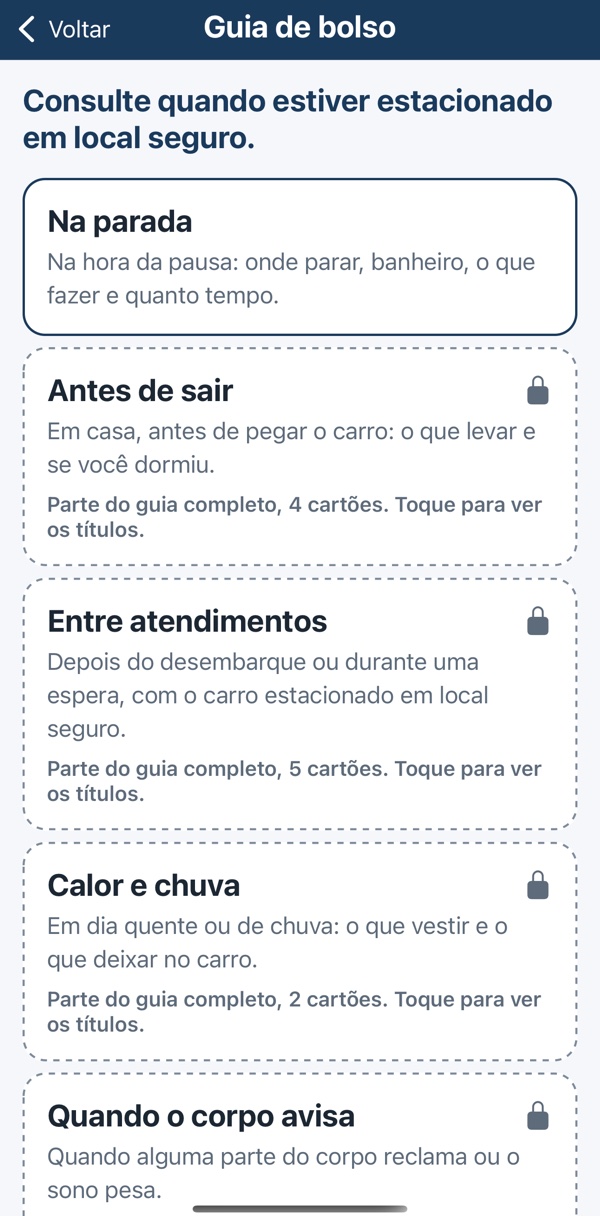 Voltar
Guia de bolso
Consulte quando estiver estacionado
em local seguro.
Na parada
Na hora da pausa: onde parar, banheiro, o que
fazer e quanto tempo.
Antes de sair
Em casa, antes de pegar o carro: o que levar e
se você dormiu.
Parte do guia completo, 4 cartões. Toque para ver
os títulos.
Entre atendimentos
Depois do desembarque ou durante uma
espera, com o carro estacionado em local
seguro.
Parte do guia completo, 5 cartões. Toque para ver
os títulos.
Calor e chuva
Em dia quente ou de chuva: o que vestir e o
que deixar no carro.
Parte do guia completo, 2 cartões. Toque para ver
os títulos.
Quando o corpo avisa
Quando alguma parte do corpo reclama ou o
sono pesa.